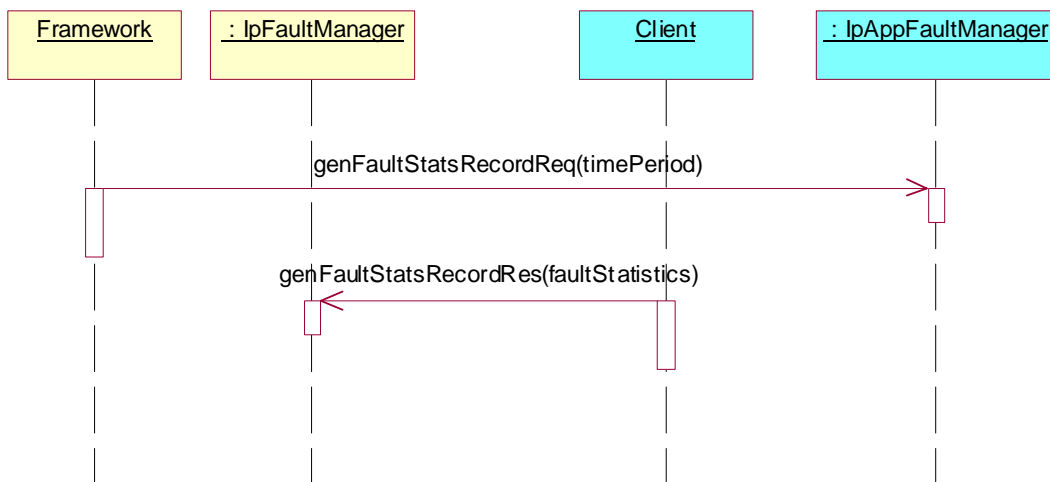 Framework
: IpFaultManager
Client
: IpAppFaultManager
genFaultStatsRecordReq(timePeriod)
genFaultStatsRecordRes(faultStatistics)